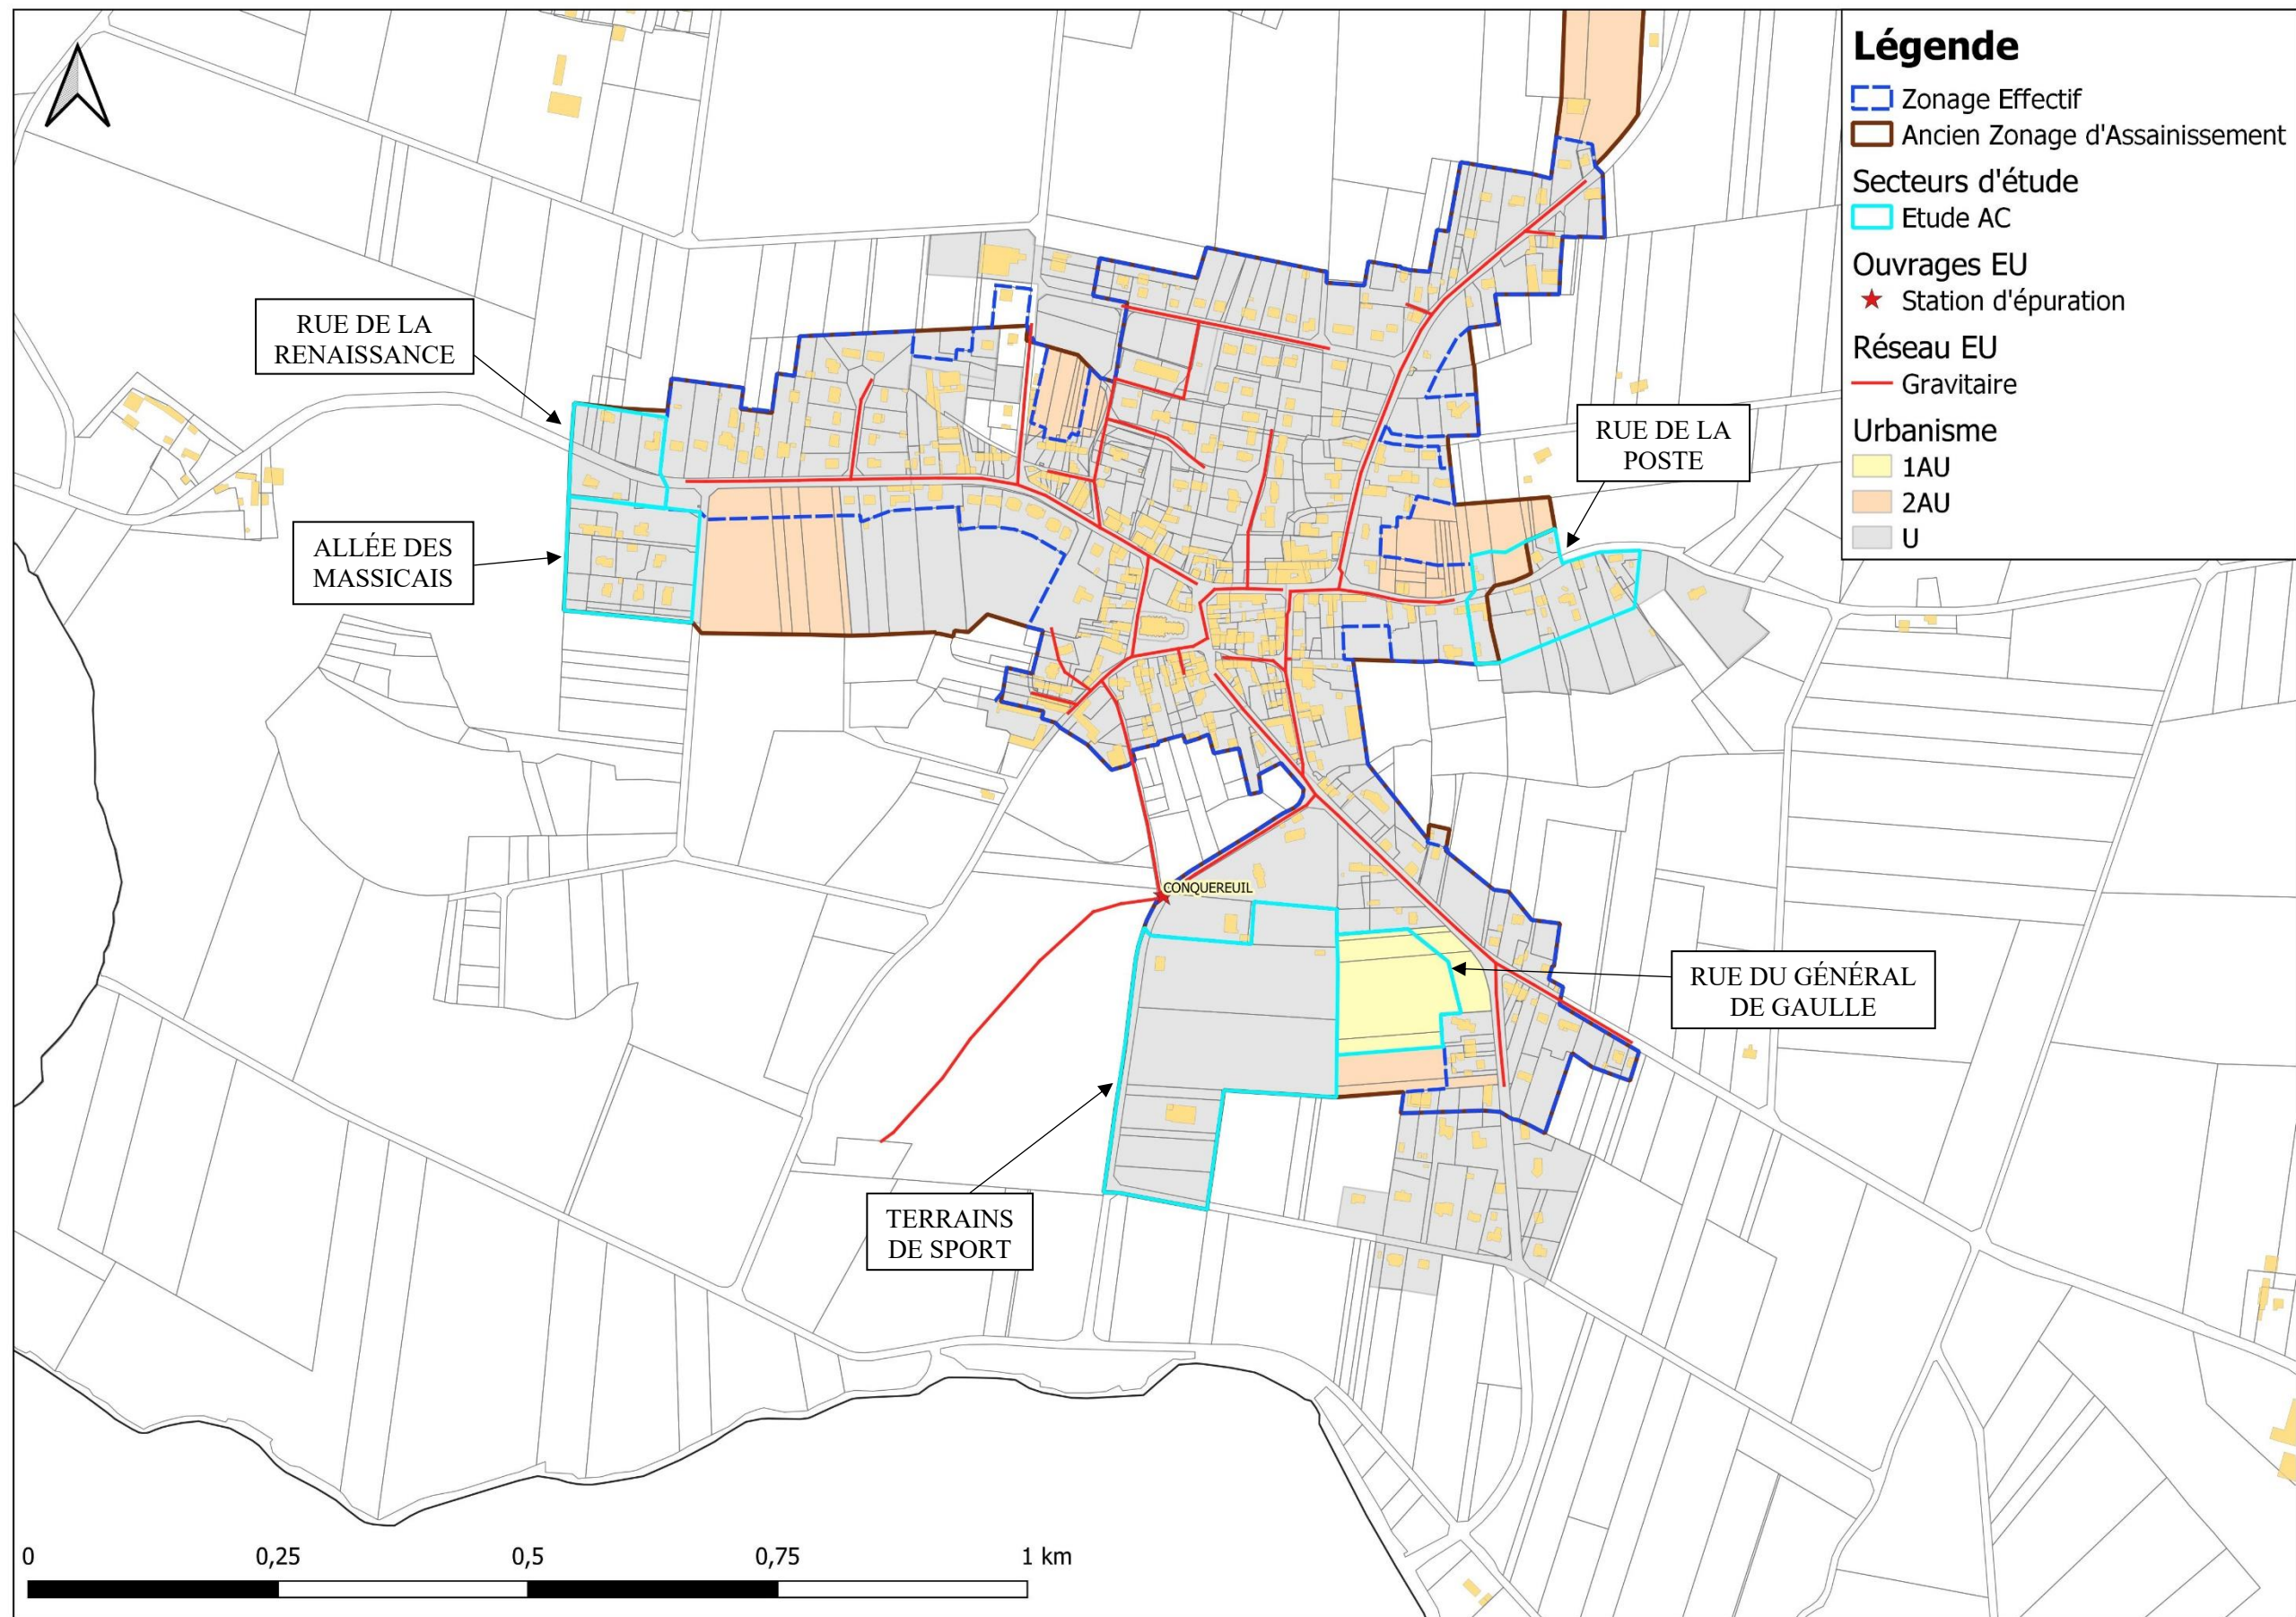 Légende
Zonage Effectif
Ancien Zonage d'Assainissement
Secteurs d'étude
Etude AC
Ouvrages EU
Station d'épuration
Réseau EU
Gravitaire
Urbanisme
1AU
2AU
U
RUE DE LA
RENAISSANCE
RUE DE LA
POSTE
ALLÉE DES
MASSICAIS
CONQUEREUIL
RUE DU GÉNÉRAL
DE GAULLE
TERRAINS
DE SPORT
0 0,25 0,5 0,75 1 km